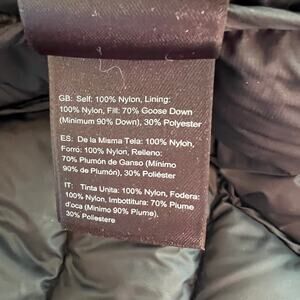 GB: Self: 100% Nylon, Lining:
100% Nylon, Fill: 70% Goose Down
(Minimum 90% Down), 30% Polyester
ES: De la Misma Tela: 100% Nylon,
Forró: 100% Nylon, Relleno:
70% Plumón de Ganso (Mínimo
90% de Plumón), 30% Poliéster
IT: Tinta Unita: 100% Nylon, Fodera:
100% Nylon, Imbottitura: 70% Piume
d'oca (Minimo 90% Piume),
30% Poliestere